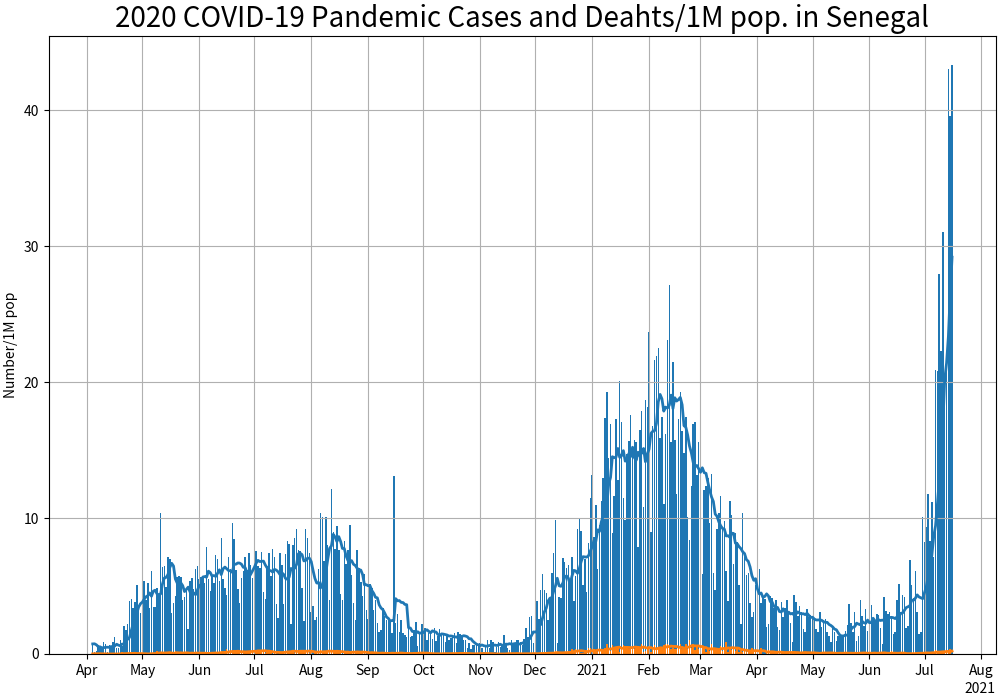 2020 COVID-19 Pandemic Cases and Deahts/1M pop. in Senegal
Number/1M pop
40
30
20
10
0
Apr May Jun Jul Aug Sep Oct Nov Dec 2021 Feb Mar Apr May Jun Jul Aug
2021